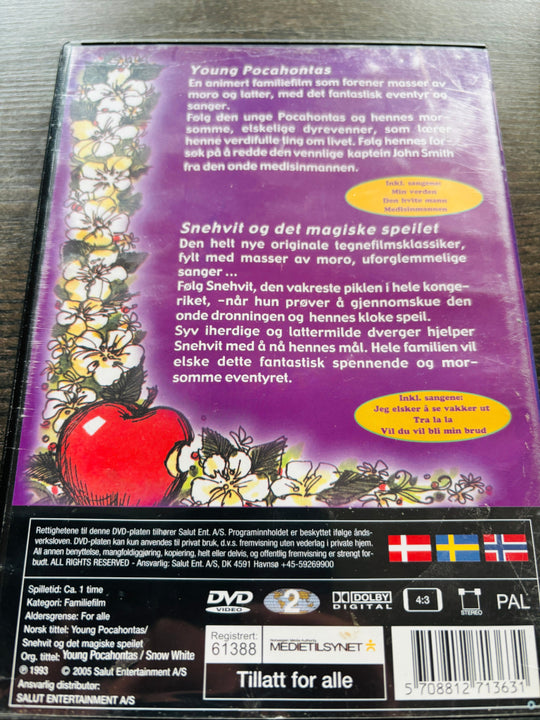 Young Pocahontas
En animert familiefilm som forener masser av
moro og latter, med det fantastisk eventyr og
sanger.
Følg den unge Pocahontas og hennes mor-
somme, elskelige dyrevenner, som lærer
henne verdifulle ting om livet. Følg hennes for-
søk på å redde den vennlige kaptein John Smith
fra den onde medisinmannen.
Inkl. sangene:
Min verden
Den hvite mann
Medisinmannen
Snehvit og det magiske speilet
Den helt nye originale tegnefilmsklassiker,
fylt med masser av moro, uforglemmelige
sanger ...
Følg Snehvit, den vakreste piklen i hele konge-
riket, –når hun prøver å gjennomskue den
onde dronningen og hennes kloke speil.
Syv iherdige og lattermilde dverger hjelper
Snehvit med å nå hennes mål. Hele familien vil
elske dette fantastisk spennende og mor-
somme eventyret.
Inkl. sangene:
Jeg elsker å se vakker ut
Tra la la
Vil du vil bli min brud
Rettighetene til denne DVD-platen tilhører Salut Ent. A/S. Programinnholdet er beskyttet ifølge ånds-
verksloven. DVD-platen kan kun anvendes til privat bruk, d.v.s. fremvisning uten vederlag i private hjem.
All annen benyttelse, mangfoldiggjøring, kopiering, helt eller delvis, og offentlig fremvisning er strengt for-
budt. ALL RIGHTS RESERVED - Ansvarlig: Salut Ent. A/S, DK 4591 Havnsø +45-59269900
Spilletid: Ca. 1 time
Kategori: Familiefilm
Aldersgrense: For alle
Norsk tittel: Young Pocahontas/
Snehvit og det magiske speilet
Org. tittel: Young Pocahontas / Snow White
℗ 1993 © 2005 Salut Entertainment A/S
Ansvarlig distributør:
SALUT ENTERTAINMENT A/S
DVD
VIDEO
2
DOLBY
DIGITAL
4:3
STEREO
PAL
Registrert:
61388
Norwegian Media Authority
MEDIETILSYNET
Tillatt for alle
5 708812 713631